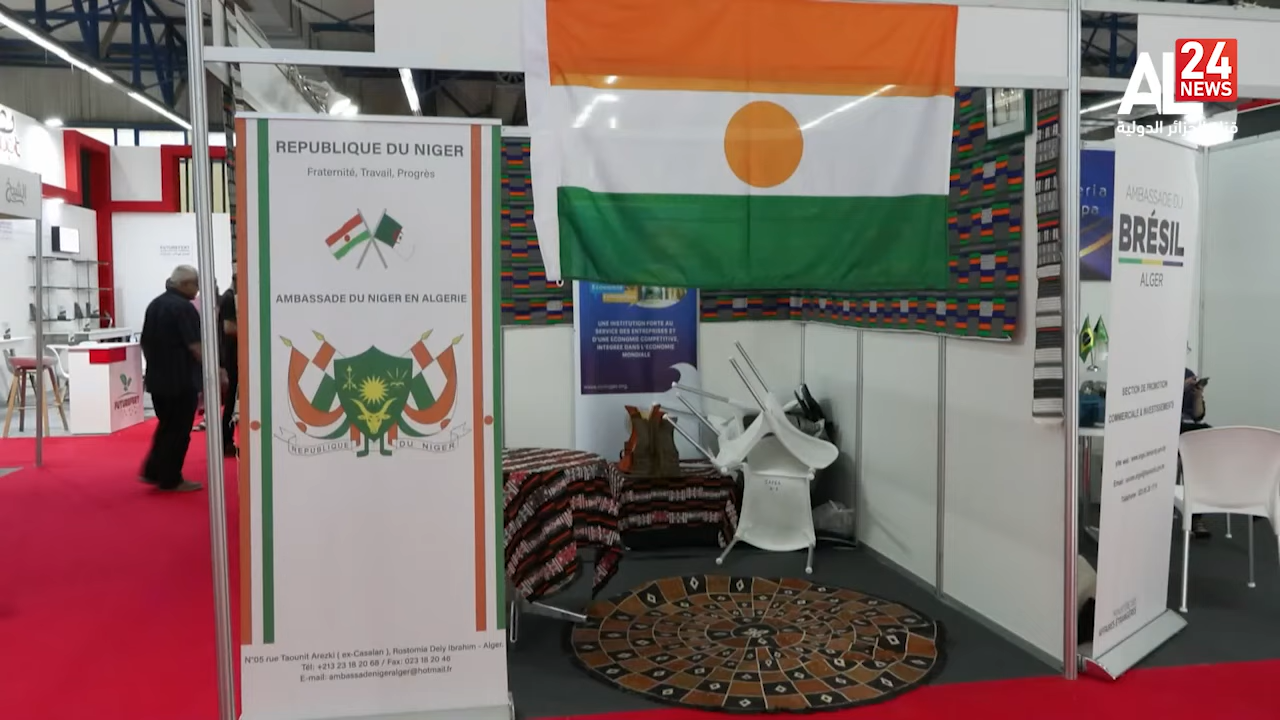 REPUBLIQUE DU NIGER
Fraternité, Travail, Progrès
AMBASSADE DU NIGER EN ALGERIE
REPUBLIQUE DU NIGER
N°05 rue Taounit Arezki ( ex-Casalan ), Rostomia Dely Ibrahim - Alger.
Tél: +213 23 18 20 68 / Fax: 023 18 20 46
E-mail: ambassadenigeralger@hotmail.fr
UNE INSTITUTION FORTE AU
SERVICE DES ENTREPRISES ET
D'UNE ECONOMIE COMPETITIVE,
INTEGREE DANS L'ECONOMIE
MONDIALE
AMBASSADE DU
BRÉSIL
ALGER
SECTION DE PROMOTION
COMMERCIALE & INVESTISSEMENTS
AL
24
NEWS
قناة الجزائر الدولية